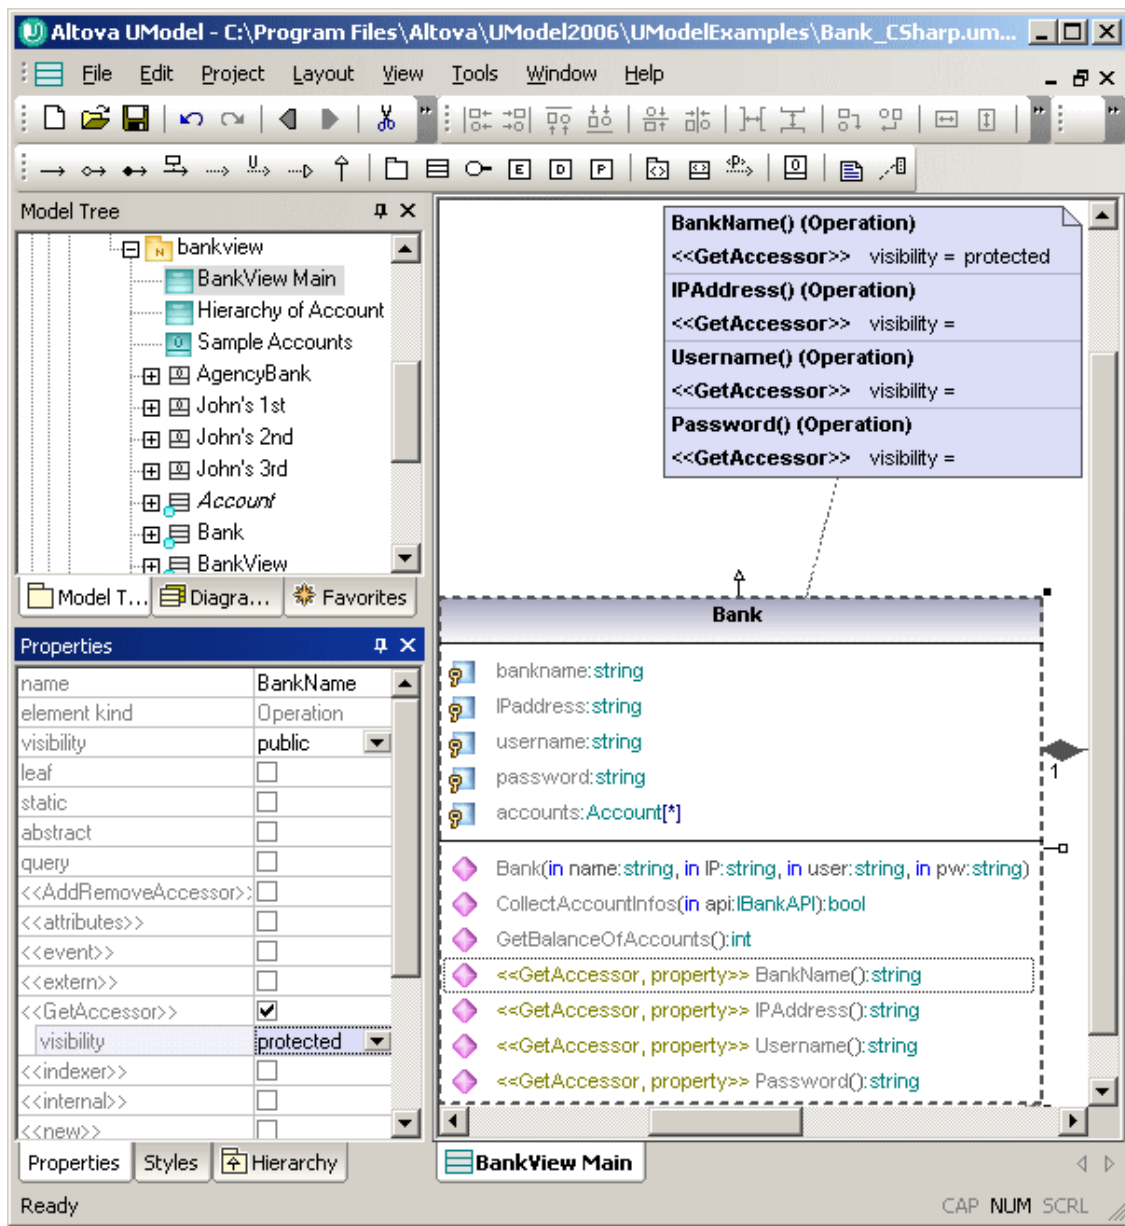 Altova UModel - C:\Program Files\Altova\UModel2006\UModelExamples\Bank_CSharp.um...
File Edit Project Layout View Tools Window Help
Model Tree
bankview
BankView Main
Hierarchy of Account
Sample Accounts
AgencyBank
John's 1st
John's 2nd
John's 3rd
Account
Bank
BankView
Model T... Diagra... Favorites
Properties
name BankName
element kind Operation
visibility public
leaf
static
abstract
query
<<AddRemoveAccessor>>
<<attributes>>
<<event>>
<<extern>>
<<GetAccessor>>
visibility protected
<<indexer>>
<<internal>>
<<new>>
Properties Styles Hierarchy
BankName() (Operation)
<<GetAccessor>> visibility = protected
IPAddress() (Operation)
<<GetAccessor>> visibility =
Username() (Operation)
<<GetAccessor>> visibility =
Password() (Operation)
<<GetAccessor>> visibility =
Bank
bankname:string
IPaddress:string
username:string
password:string
accounts:Account[*]
1
Bank(in name:string, in IP:string, in user:string, in pw:string)
CollectAccountInfos(in api:IBankAPI):bool
GetBalanceOfAccounts():int
<<GetAccessor, property>> BankName():string
<<GetAccessor, property>> IPAddress():string
<<GetAccessor, property>> Username():string
<<GetAccessor, property>> Password():string
BankView Main
Ready
CAP NUM SCRL